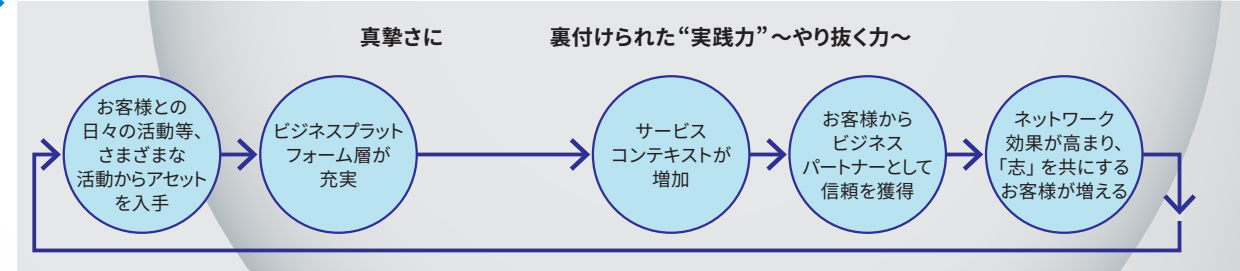 真摯さに 裏付けられた“実践力”～やり抜く力～
お客様との
日々の活動等、
さまざまな
活動からアセット
を入手
ビジネスプラット
フォーム層が
充実
サービス
コンテキストが
増加
お客様から
ビジネス
パートナーとして
信頼を獲得
ネットワーク
効果が高まり、
「志」を共にする
お客様が増える